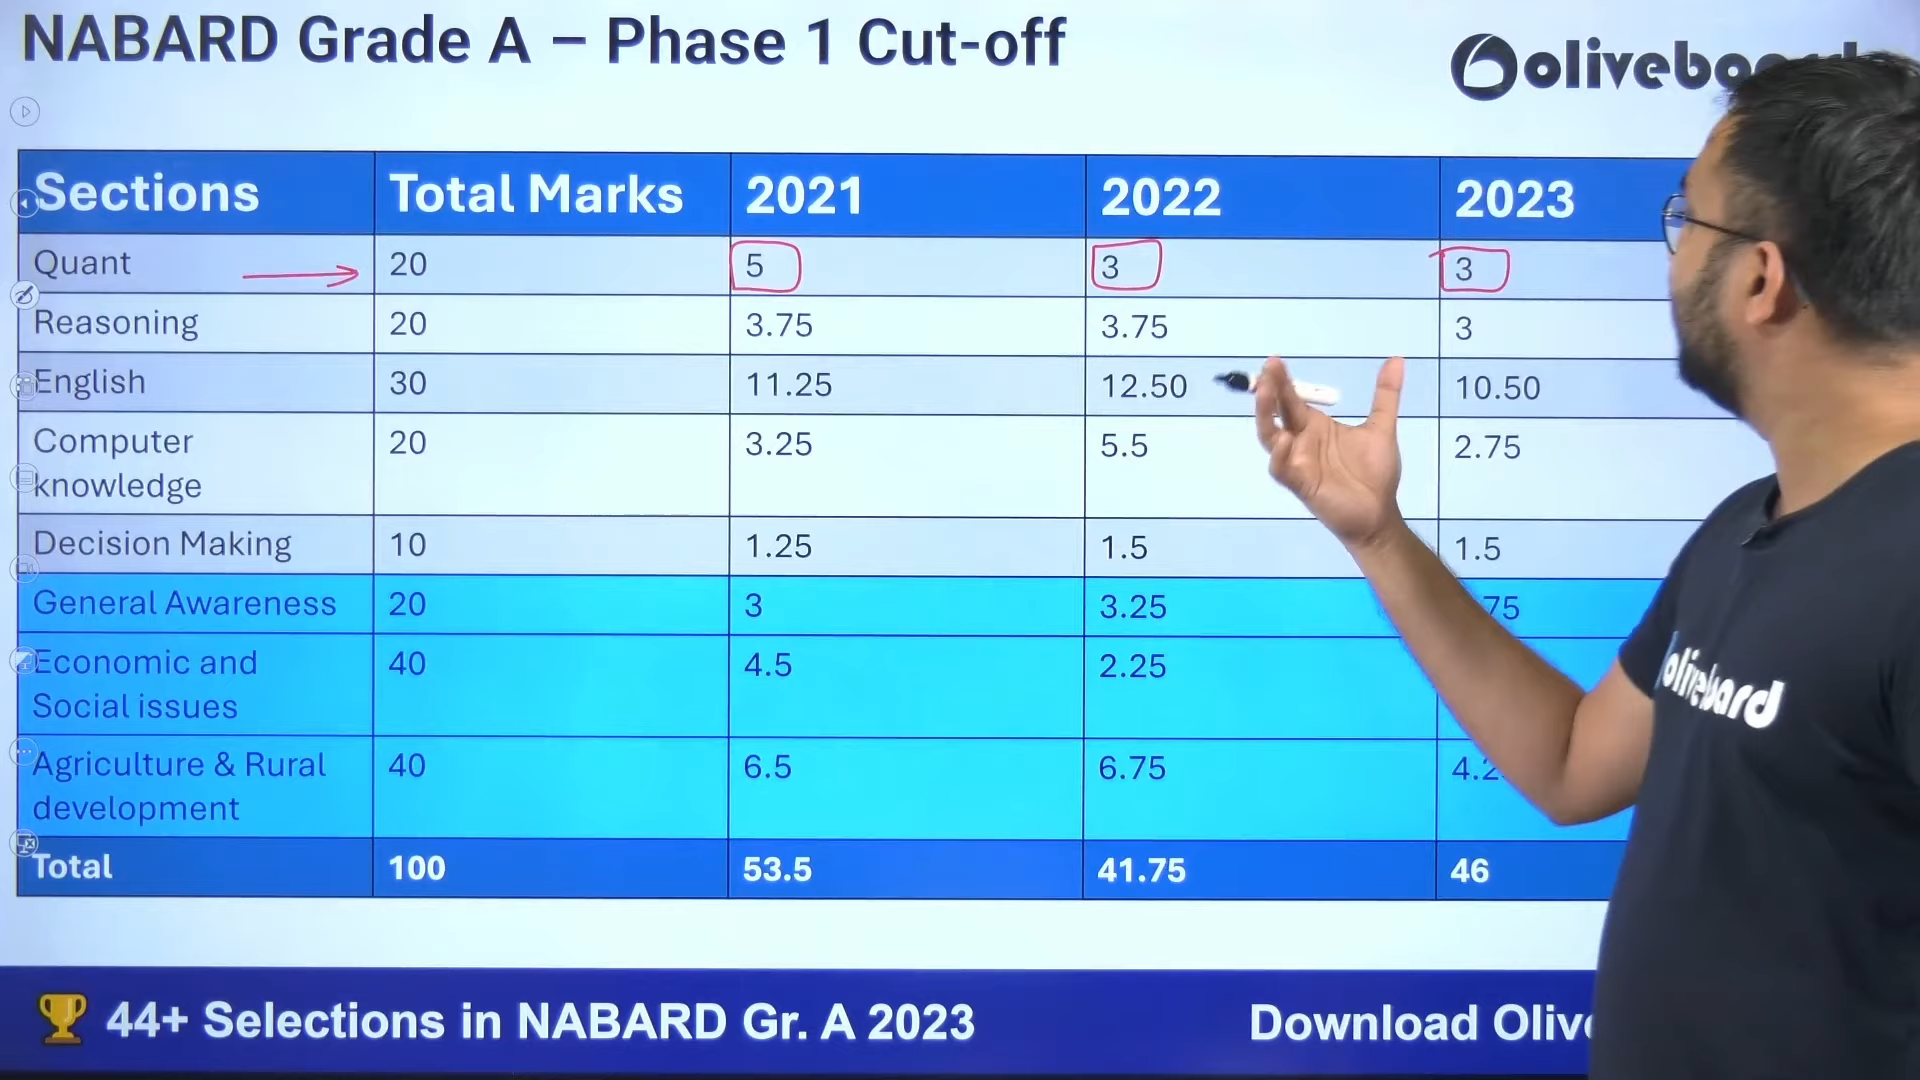 NABARD Grade A – Phase 1 Cut-off
Sections Total Marks 2021 2022 2023
Quant 20 5 3 3
Reasoning 20 3.75 3.75 3
English 30 11.25 12.50 10.50
Computer knowledge 20 3.25 5.5 2.75
Decision Making 10 1.25 1.5 1.5
General Awareness 20 3 3.25 75
Economic and Social issues 40 4.5 2.25
Agriculture & Rural development 40 6.5 6.75 4.2
Total 100 53.5 41.75 46
44+ Selections in NABARD Gr. A 2023
Download
oliveboard